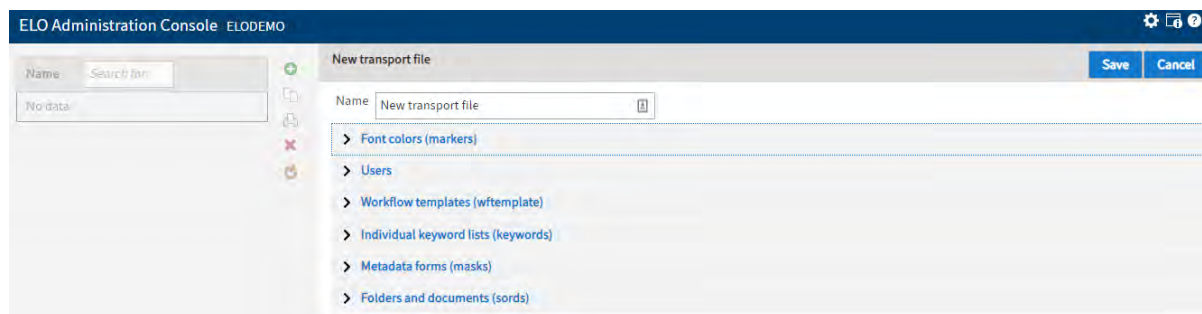 ELO Administration Console ELODEMO
New transport file
Save Cancel
Name Search for:
No data
Name New transport file
Font colors (markers)
Users
Workflow templates (wftemplate)
Individual keyword lists (keywords)
Metadata forms (masks)
Folders and documents (sords)